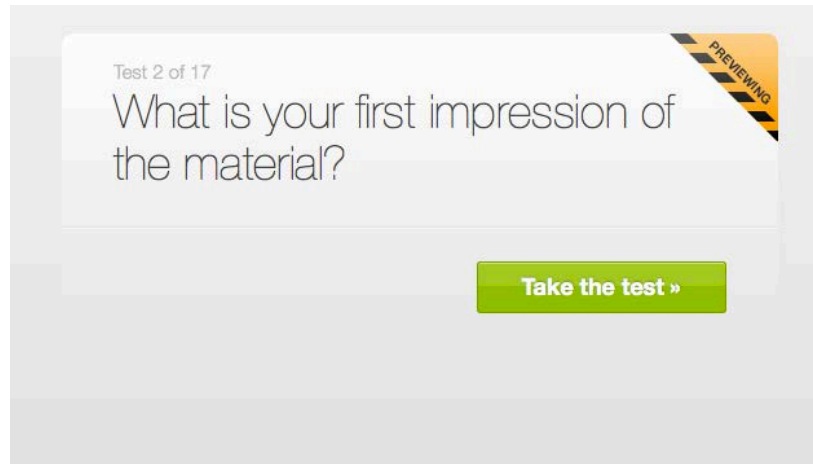 Test 2 of 17
PREVIEWING
What is your first impression of
the material?
Take the test »